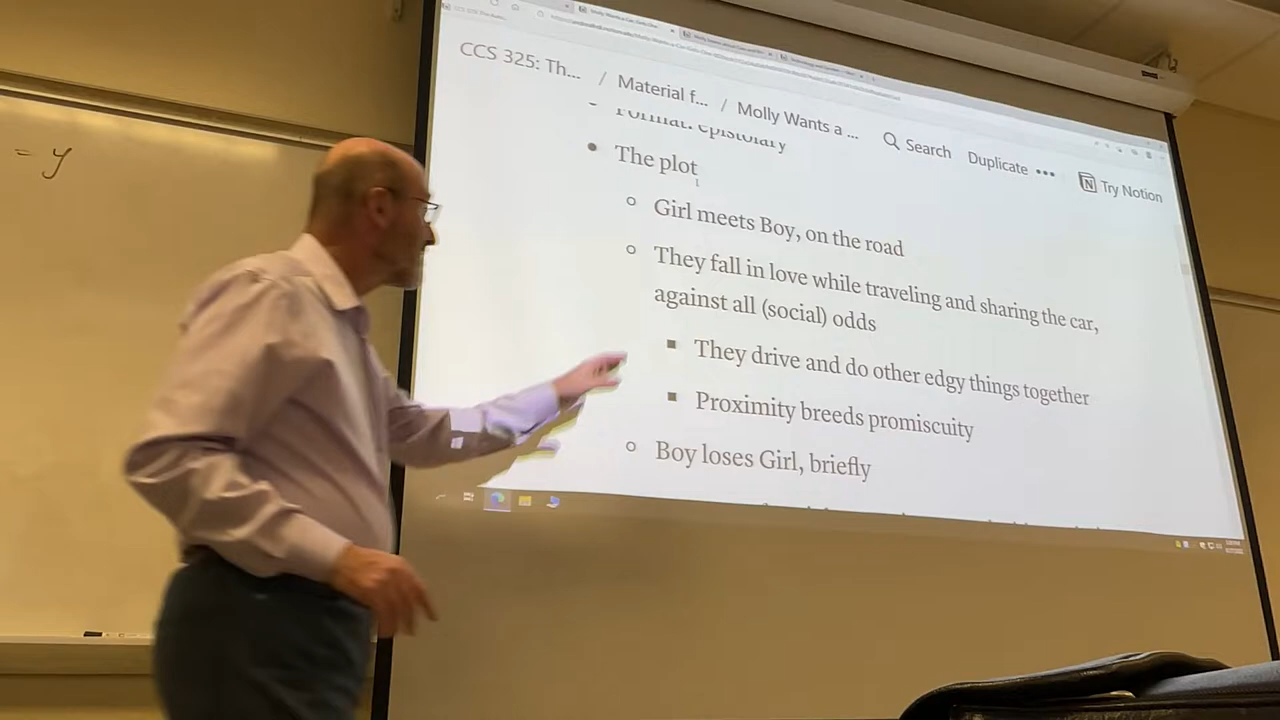 CCS 325: Th... / Material f... / Molly Wants a ... Search Duplicate ••• Try Notion
Format: epistolary
• The plot
Girl meets Boy, on the road
They fall in love while traveling and sharing the car,
against all (social) odds
They drive and do other edgy things together
Proximity breeds promiscuity
Boy loses Girl, briefly
= y